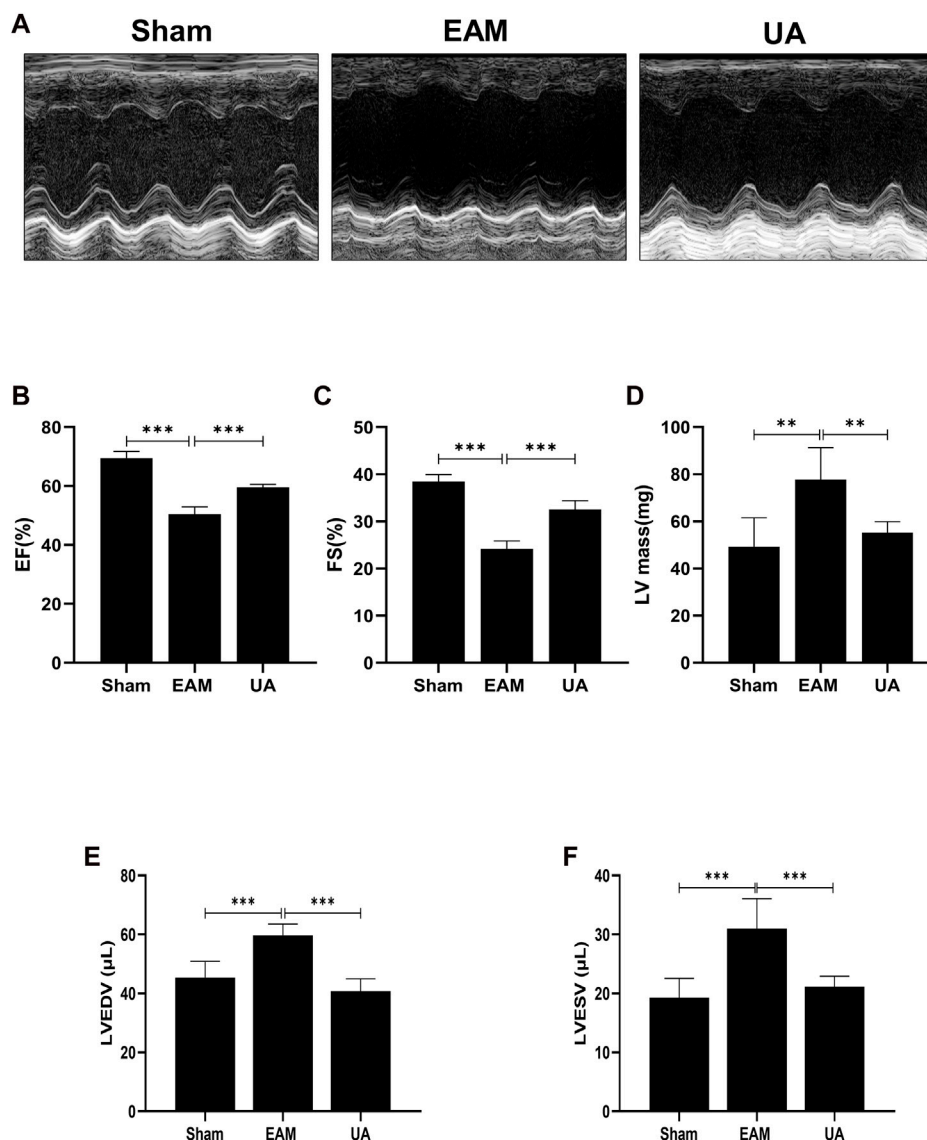 A
Sham EAM UA
B
EF(%)
80
60
40
20
0
*** ***
Sham EAM UA
C
FS(%)
50
40
30
20
10
0
*** ***
Sham EAM UA
D
LV mass(mg)
100
80
60
40
20
0
** **
Sham EAM UA
E
LVEDV (µL)
80
60
40
20
0
*** ***
Sham EAM UA
F
LVESV (µL)
40
30
20
10
0
*** ***
Sham EAM UA